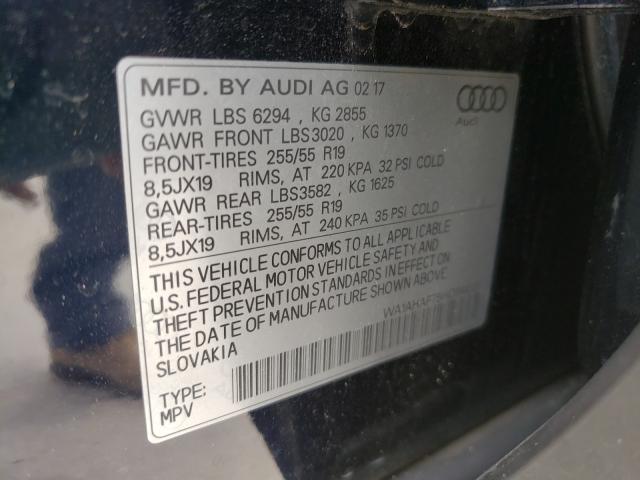 MFD. BY AUDI AG 02 17
Audi
GVWR LBS 6294 , KG 2855
GAWR FRONT LBS3020 , KG 1370
FRONT-TIRES 255/55 R19
8,5JX19 RIMS, AT 220 KPA 32 PSI COLD
GAWR REAR LBS3582 , KG 1625
REAR-TIRES 255/55 R19
8,5JX19 RIMS, AT 240 KPA 35 PSI COLD
THIS VEHICLE CONFORMS TO ALL APPLICABLE
U.S. FEDERAL MOTOR VEHICLE SAFETY AND
THEFT PREVENTION STANDARDS IN EFFECT ON
THE DATE OF MANUFACTURE SHOWN ABOVE
SLOVAKIA
TYPE:
MPV